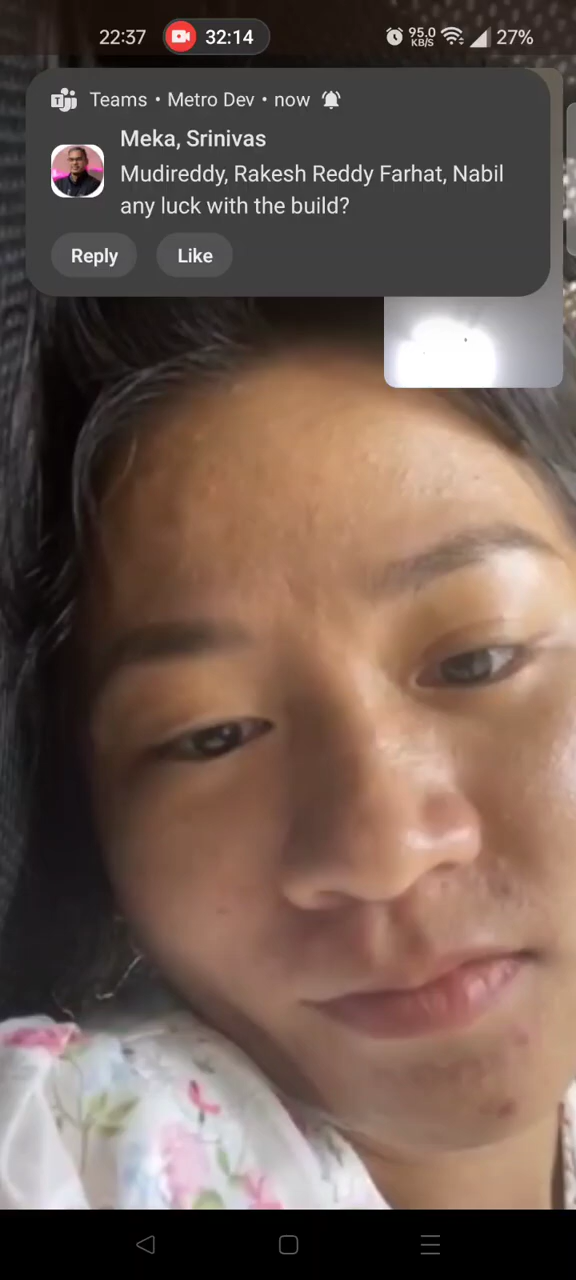 22:37 32:14 95.0 KB/S 27%
Teams • Metro Dev • now
Meka, Srinivas
Mudireddy, Rakesh Reddy Farhat, Nabil
any luck with the build?
Reply Like